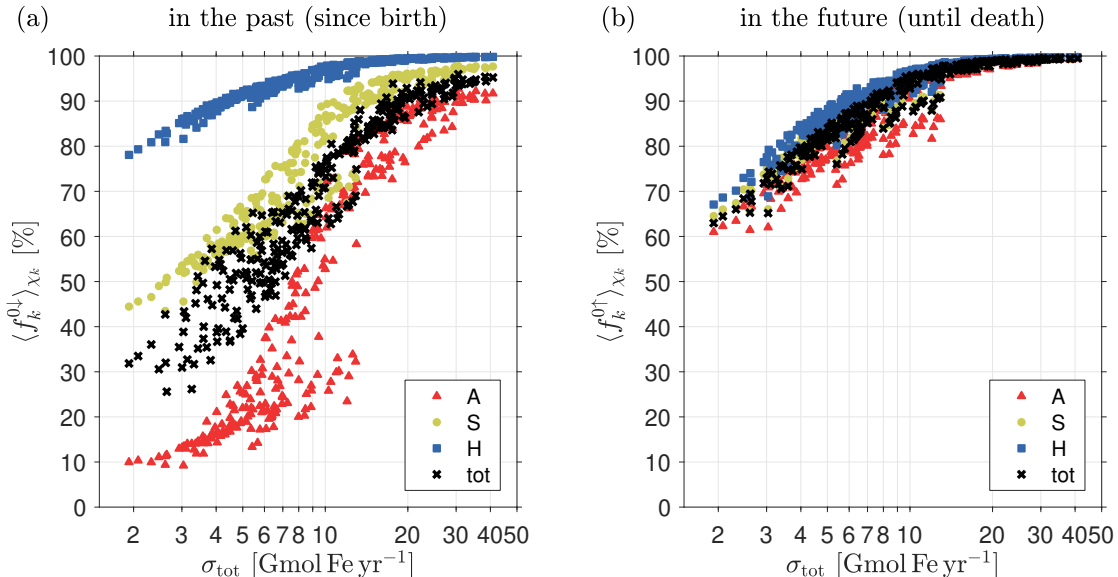 (a) in the past (since birth)
100
90
80
70
60
50
40
30
20
10
0
⟨f_k^{0↓}⟩_{χ_k} [%]
A
S
H
tot
2 3 4 5 6 7 8 10 20 40 50
σ_tot [Gmol Fe yr⁻¹]
(b) in the future (until death)
100
90
80
70
60
50
40
30
20
10
0
⟨f_k^{0↑}⟩_{χ_k} [%]
A
S
H
tot
2 3 4 5 6 7 8 10 20 30 40 50
σ_tot [Gmol Fe yr⁻¹]